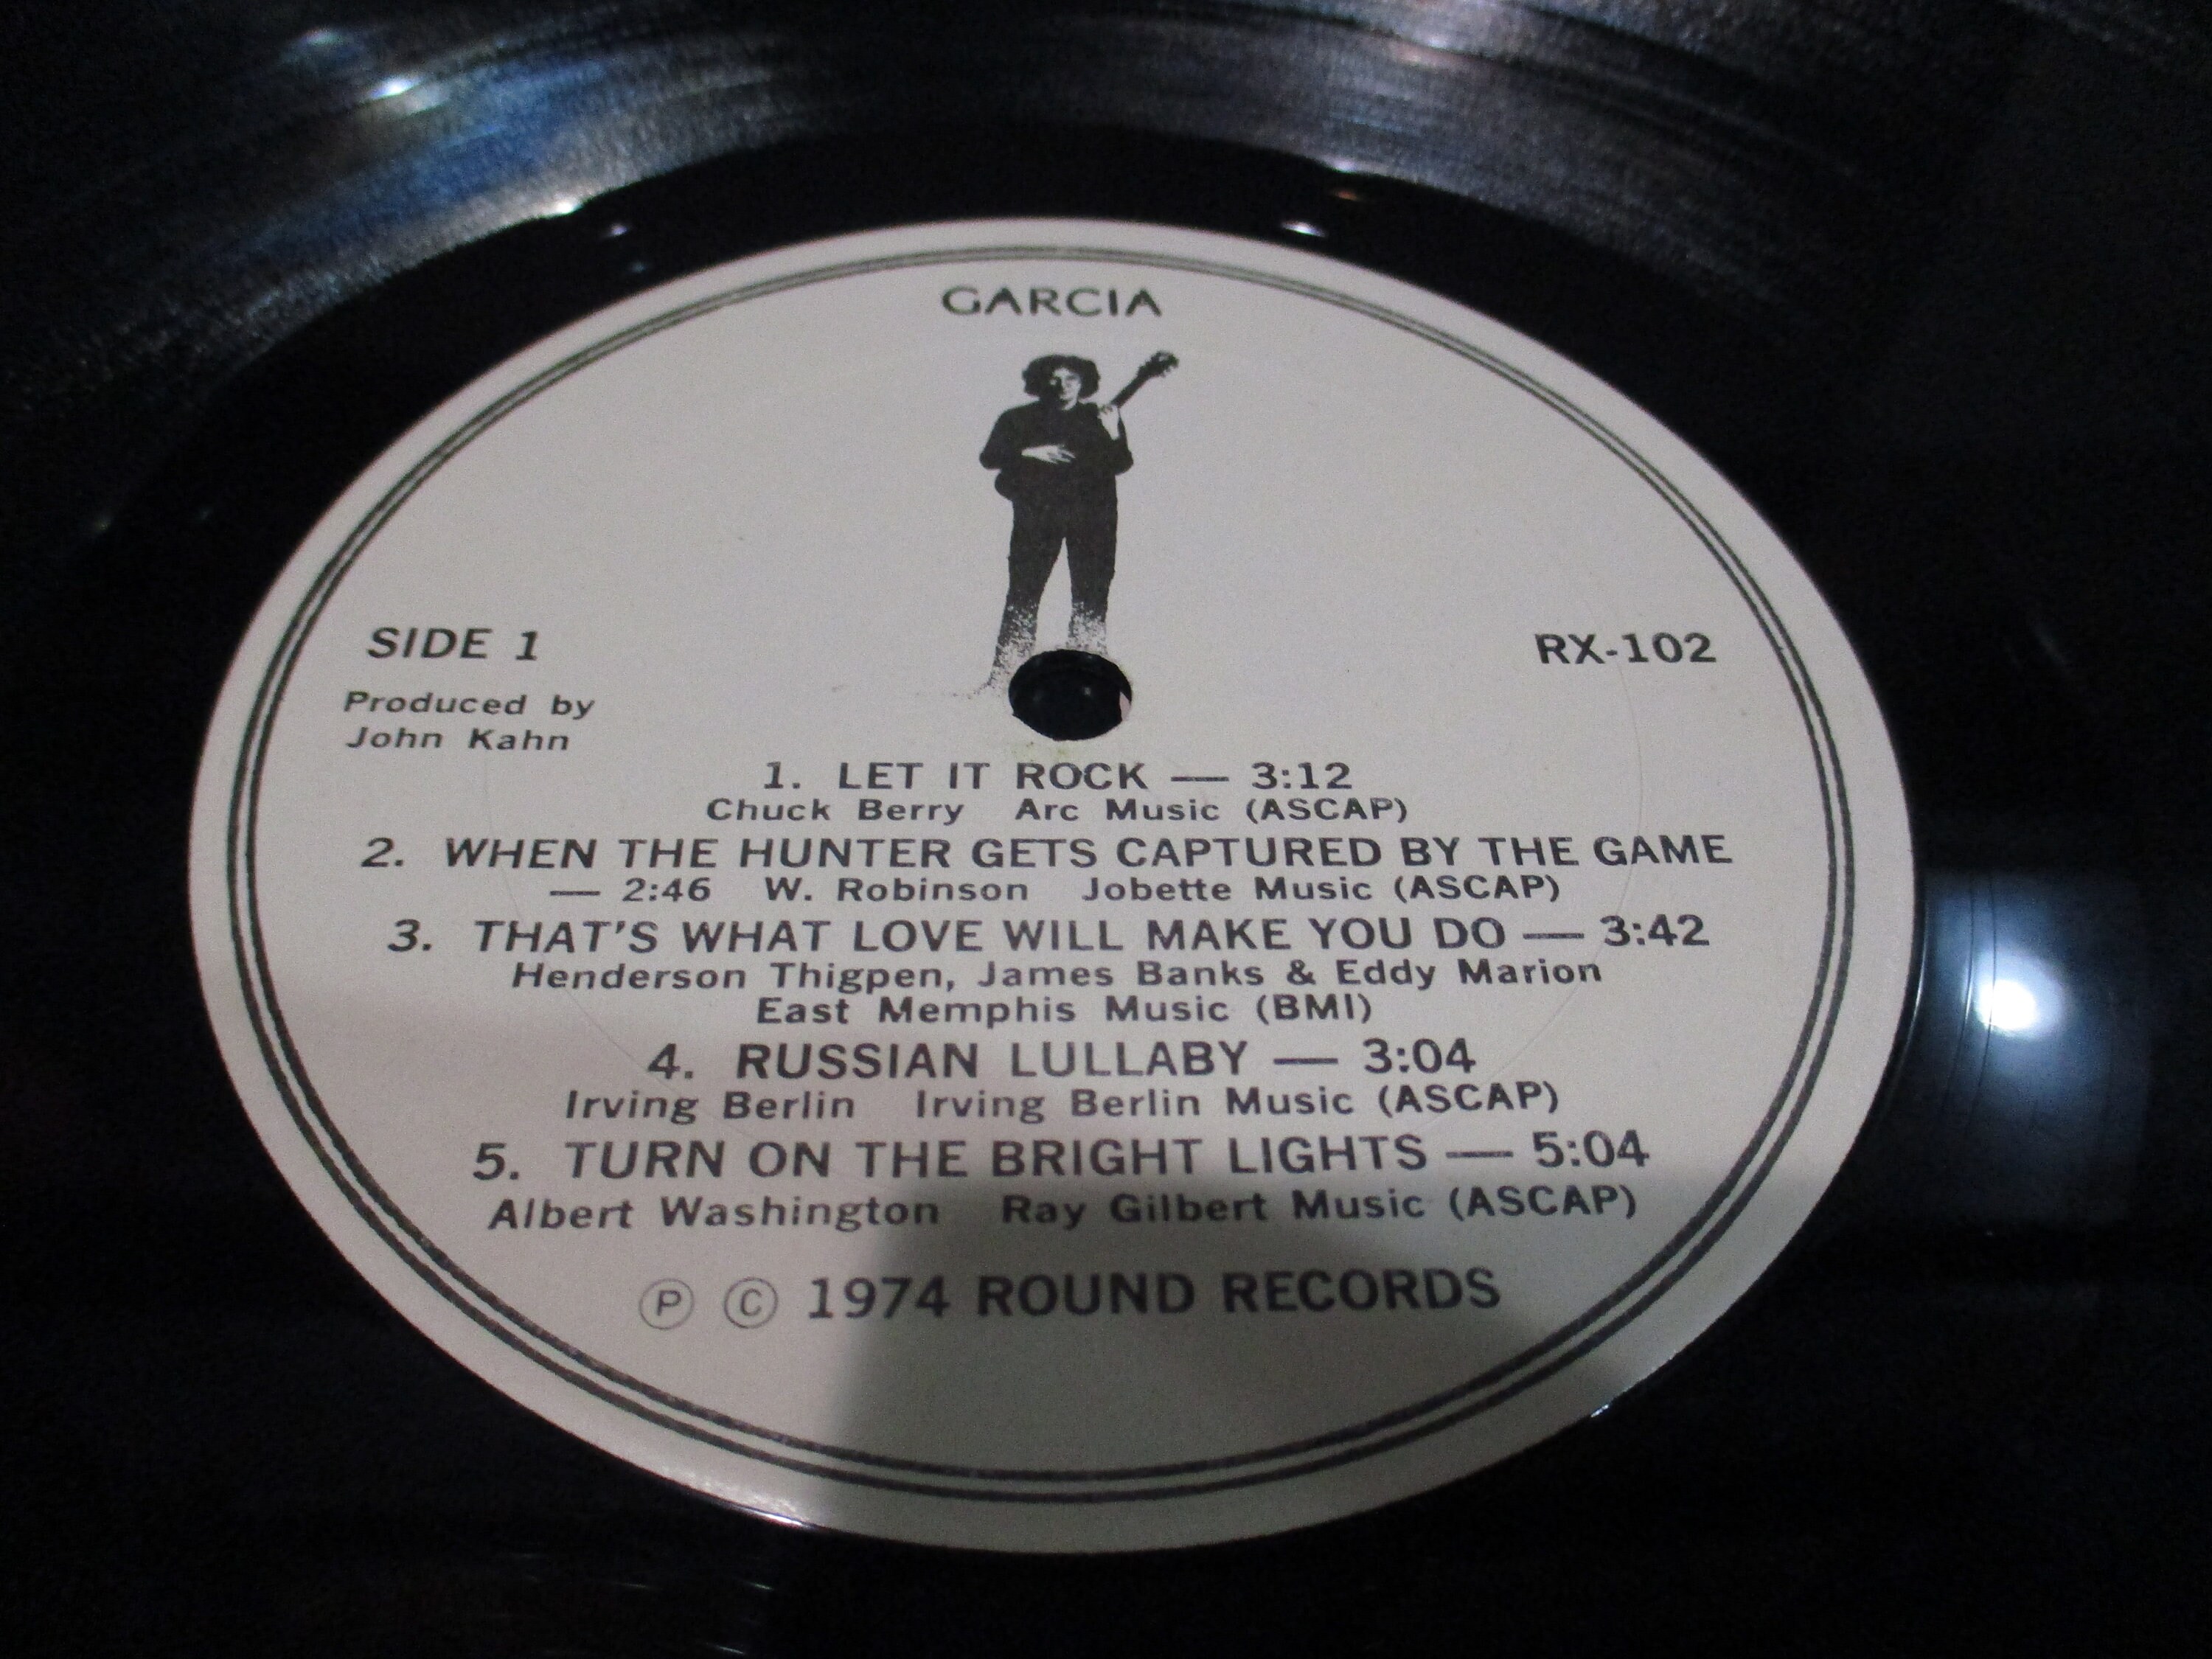 GARCIA
SIDE 1
RX-102
Produced by
John Kahn
1. LET IT ROCK — 3:12
Chuck Berry Arc Music (ASCAP)
2. WHEN THE HUNTER GETS CAPTURED BY THE GAME
— 2:46 W. Robinson Jobette Music (ASCAP)
3. THAT'S WHAT LOVE WILL MAKE YOU DO — 3:42
Henderson Thigpen, James Banks & Eddy Marion
East Memphis Music (BMI)
4. RUSSIAN LULLABY — 3:04
Irving Berlin Irving Berlin Music (ASCAP)
5. TURN ON THE BRIGHT LIGHTS — 5:04
Albert Washington Ray Gilbert Music (ASCAP)
Ⓟ Ⓒ 1974 ROUND RECORDS